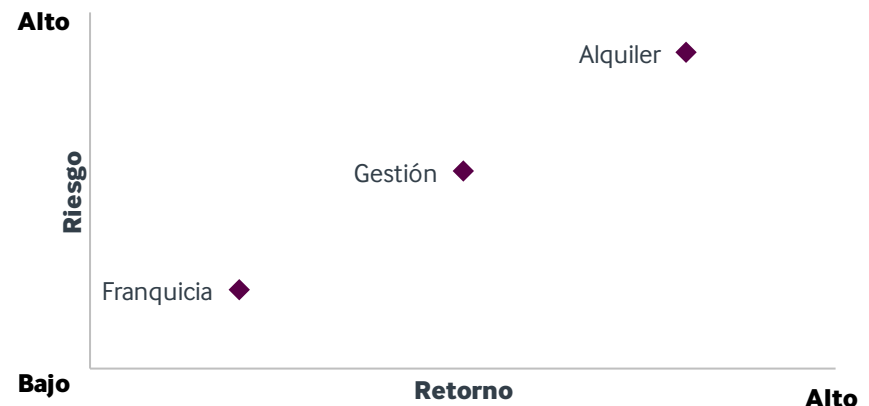 Alto
Alquiler
Riesgo
Gestión
Franquicia
Bajo
Retorno
Alto